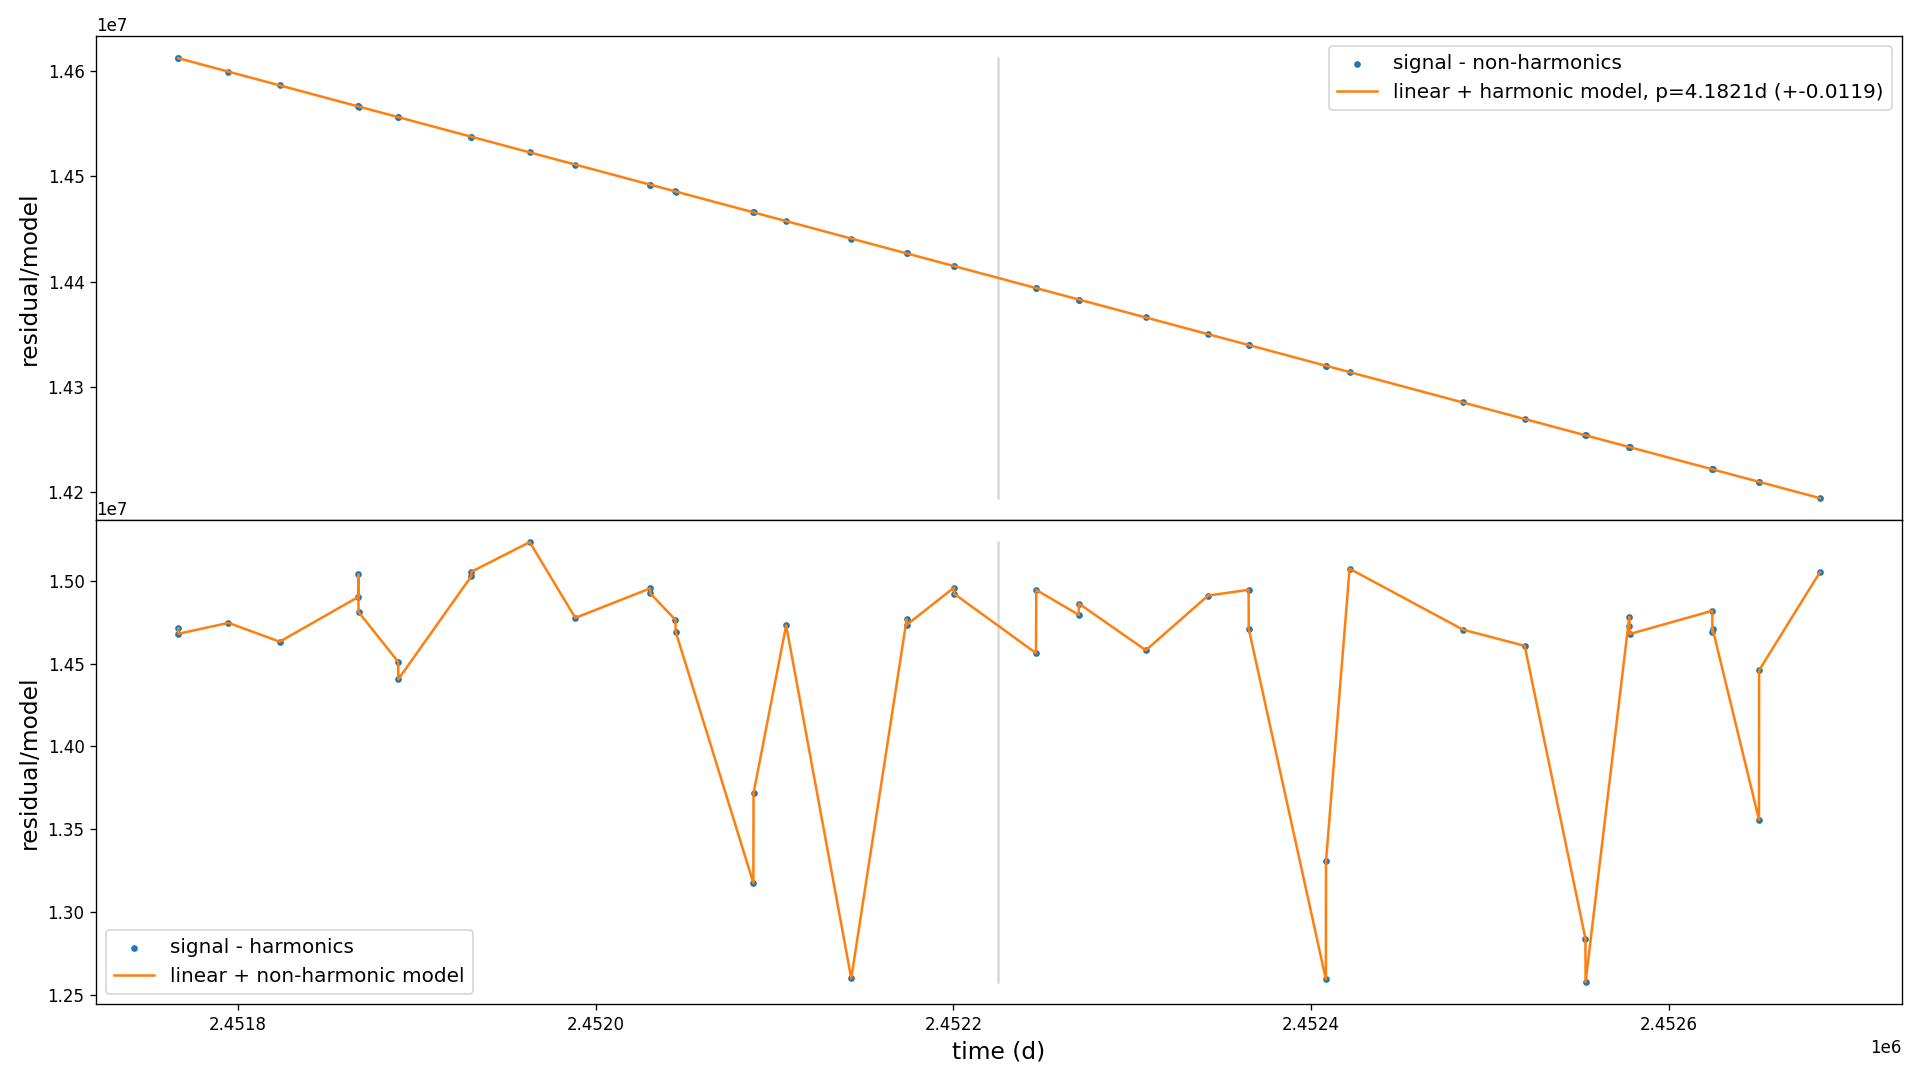 1e7
1.46
1.45
1.44
1.43
1.42
residual/model
signal - non-harmonics
linear + harmonic model, p=4.1821d (+-0.0119)
1e7
1.50
1.45
1.40
1.35
1.30
1.25
residual/model
signal - harmonics
linear + non-harmonic model
2.4518
2.4520
2.4522
2.4524
2.4526
time (d)
1e6